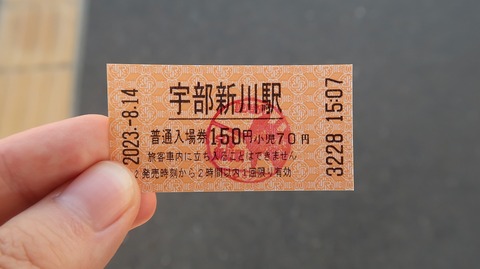 宇部新川駅
普通入場券 150円 小児70円
旅客車内に立ち入ることはできません
2 発売時刻から2時間以内1回限り有効
2023.-8.14
3228 15:07